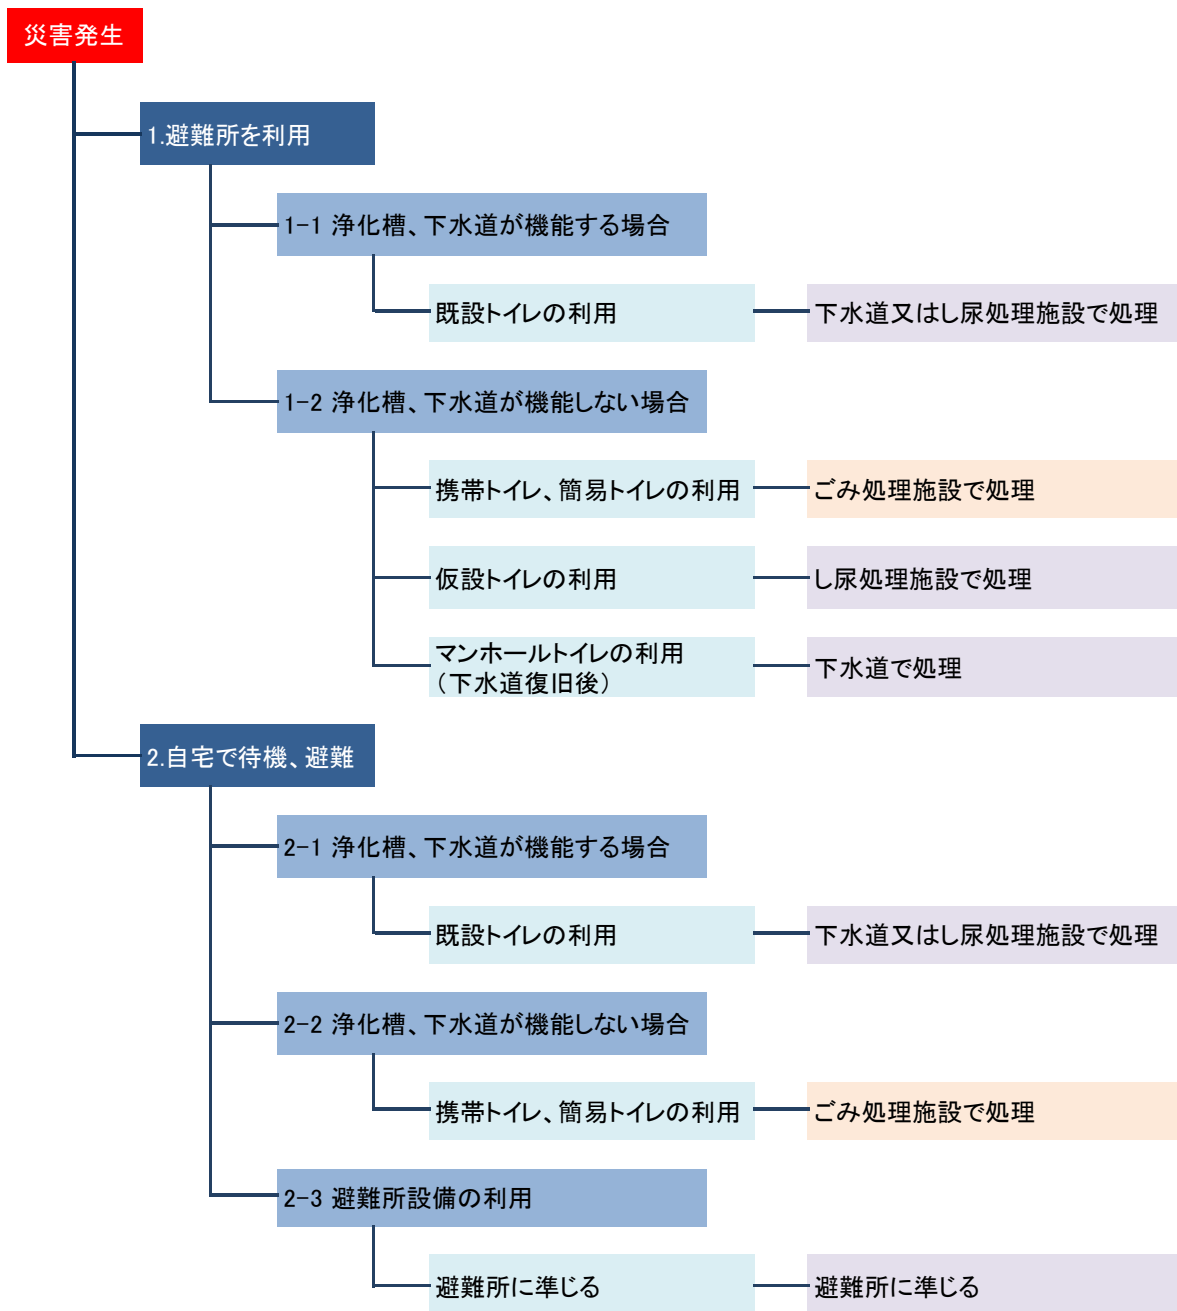 災害発生
1.避難所を利用
1-1 浄化槽、下水道が機能する場合
既設トイレの利用
下水道又はし尿処理施設で処理
1-2 浄化槽、下水道が機能しない場合
携帯トイレ、簡易トイレの利用
ごみ処理施設で処理
仮設トイレの利用
し尿処理施設で処理
マンホールトイレの利用
（下水道復旧後）
下水道で処理
2.自宅で待機、避難
2-1 浄化槽、下水道が機能する場合
既設トイレの利用
下水道又はし尿処理施設で処理
2-2 浄化槽、下水道が機能しない場合
携帯トイレ、簡易トイレの利用
ごみ処理施設で処理
2-3 避難所設備の利用
避難所に準じる
避難所に準じる